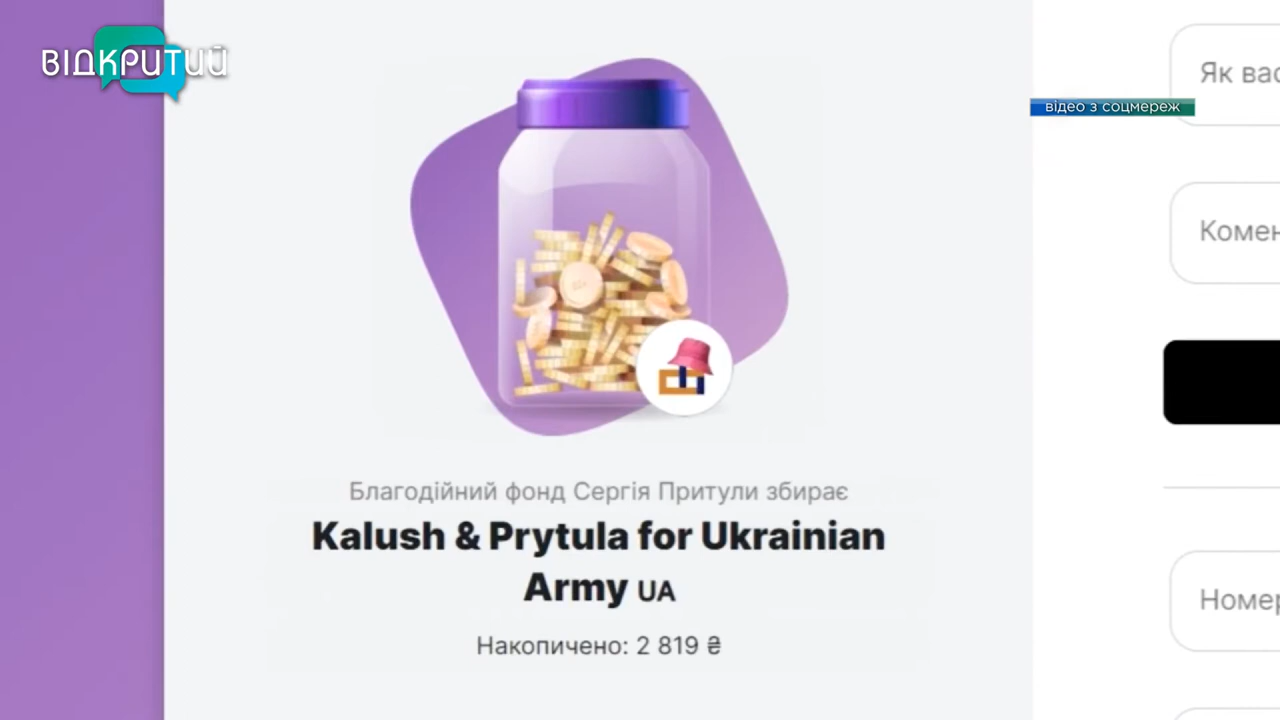 ВІДКРИТИЙ
відео з соцмереж
Як вас
Комен
Благодійний фонд Сергія Притули збирає
Kalush & Prytula for Ukrainian
Army UA
Накопичено: 2 819 ₴
Номер